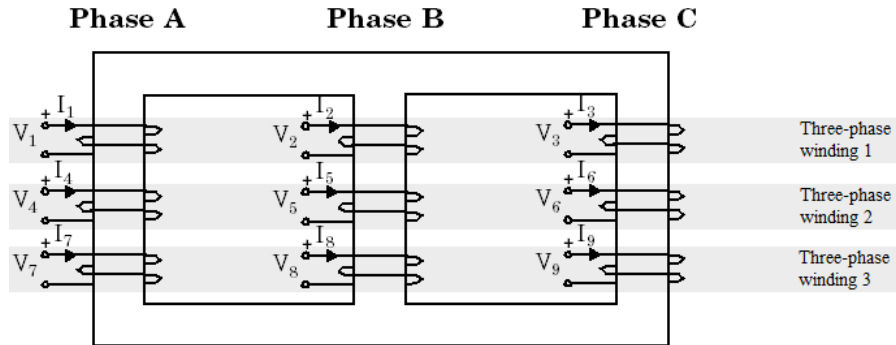 Phase A Phase B Phase C
+ I1 + I2 + I3
V1 V2 V3
Three-phase
winding 1
+ I4 + I5 + I6
V4 V5 V6
Three-phase
winding 2
+ I7 + I8 + I9
V7 V8 V9
Three-phase
winding 3